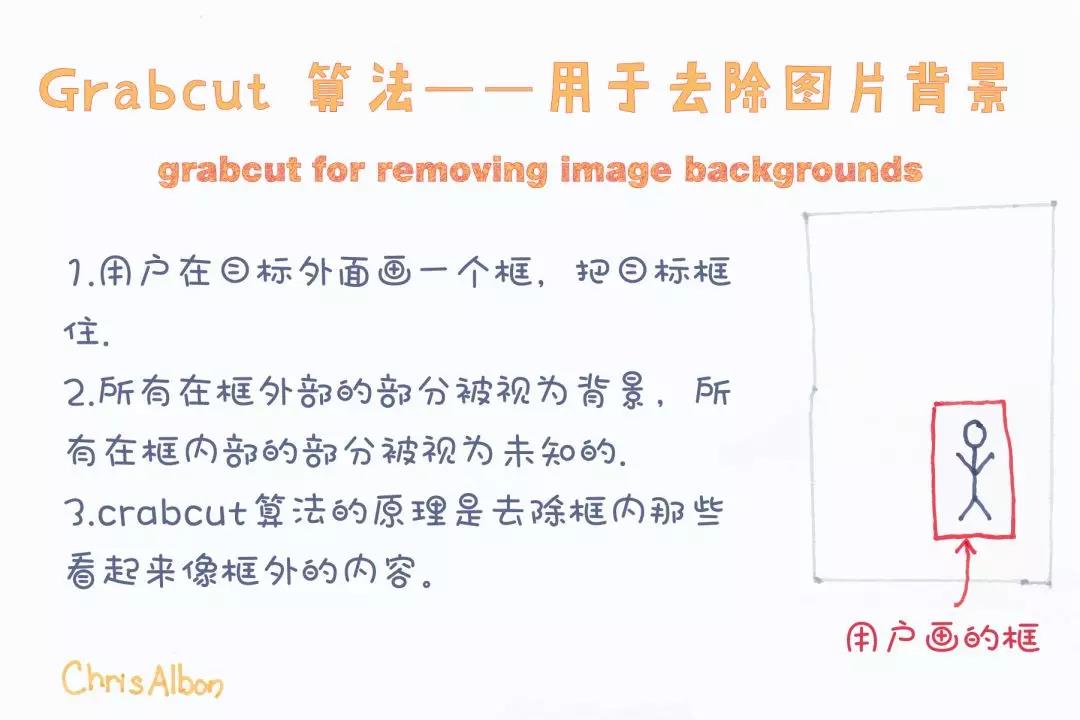 Grabcut 算法——用于去除图片背景
grabcut for removing image backgrounds
1.用户在目标外面画一个框，把目标框
住.
2.所有在框外部的部分被视为背景，所
有在框内部的部分被视为未知的.
3.crabcut算法的原理是去除框内那些
看起来像框外的内容。
用户画的框
Chris Albon